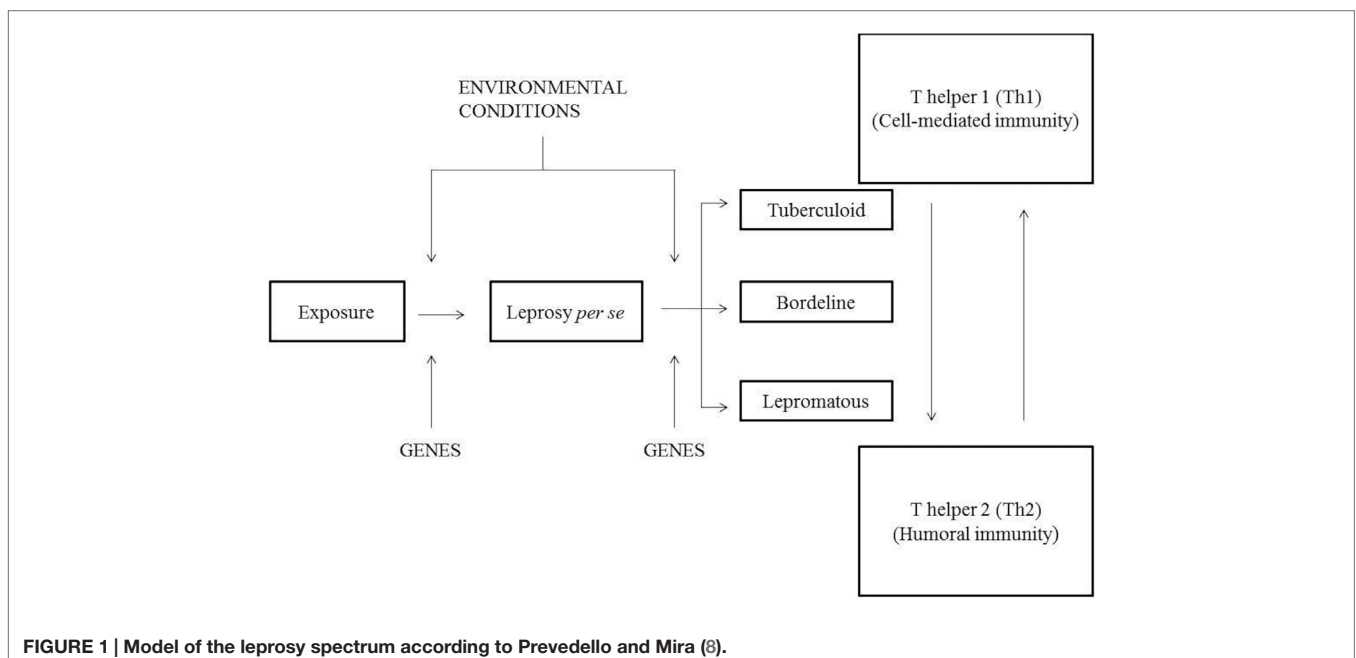 ENVIRONMENTAL
CONDITIONS
T helper 1 (Th1)
(Cell-mediated immunity)
Tuberculoid
Exposure
Leprosy per se
Bordeline
Lepromatous
GENES
GENES
T helper 2 (Th2)
(Humoral immunity)
FIGURE 1 | Model of the leprosy spectrum according to Prevedello and Mira (8).